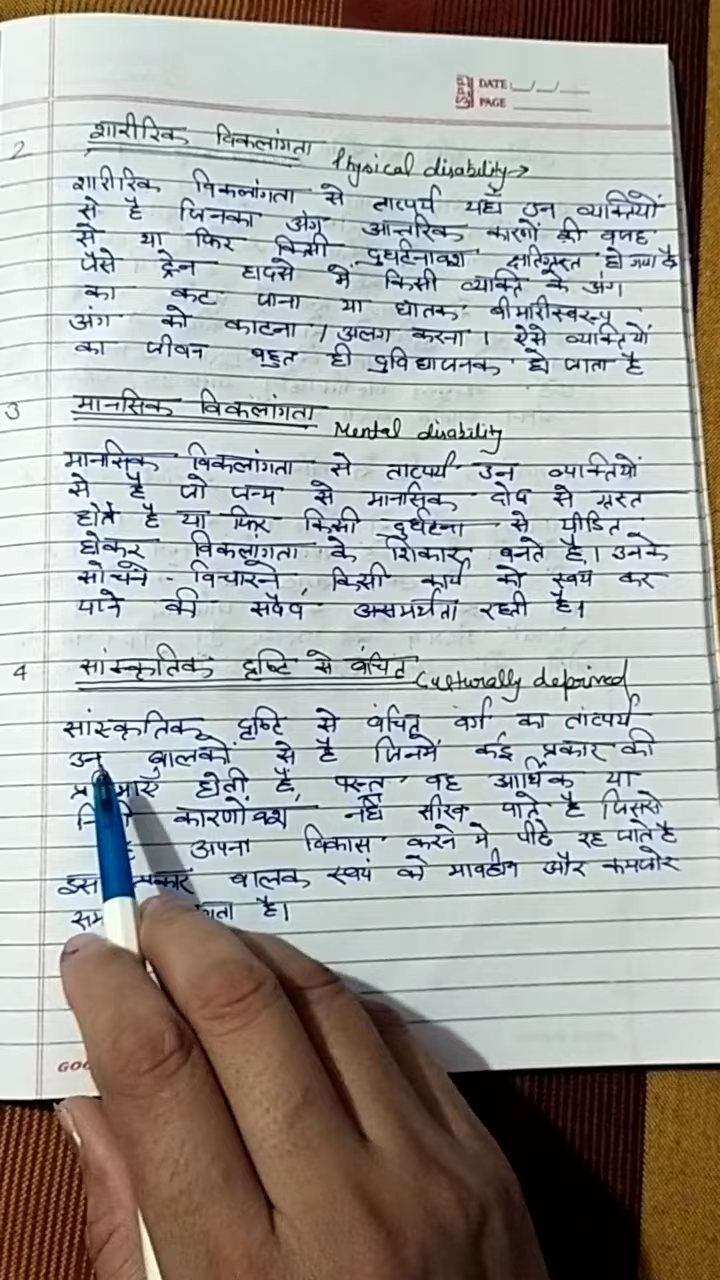 DATE
PAGE
2 शारीरिक विकलांगता Physical disability→
शारीरिक विकलांगता से तात्पर्य यहाँ उन व्यक्तियों
से है जिनका अंग आन्तरिक कारणों की वजह
से या फिर किसी दुर्घटनावश क्षतिग्रस्त हो जाता है
जैसे ट्रेन हादसे में किसी व्यक्ति के अंग
का कट जाना या घातक बीमारीस्वरूप
अंग को काटना / अलग करना । ऐसे व्यक्तियों
का जीवन बहुत ही दुविधाजनक हो जाता है
3 मानसिक विकलांगता Mental disability
मानसिक विकलांगता से तात्पर्य उन व्यक्तियों
से है जो जन्म से मानसिक दोष से ग्रस्त
होते है या फिर किसी दुर्घटना से पीडित
होकर विकलांगता के शिकार बनते है। उनके
सोचने - विचारने, किसी कार्य को स्वयं कर
पाने की सदैव असमर्थता रहती है।
4 सांस्कृतिक दृष्टि से वंचित Culturally deprived
सांस्कृतिक दृष्टि से वंचित वर्ग का तात्पर्य
उन बालकों से है जिनमें कई प्रकार की
होती है, परन्तु वह आर्थिक या
कारणोंवश नहीं सीख पाते है जिससे
अपना विकास करने मे पीछे रह जाते है
इस प्रकार बालक स्वयं को भावहीन और कमजोर
है।